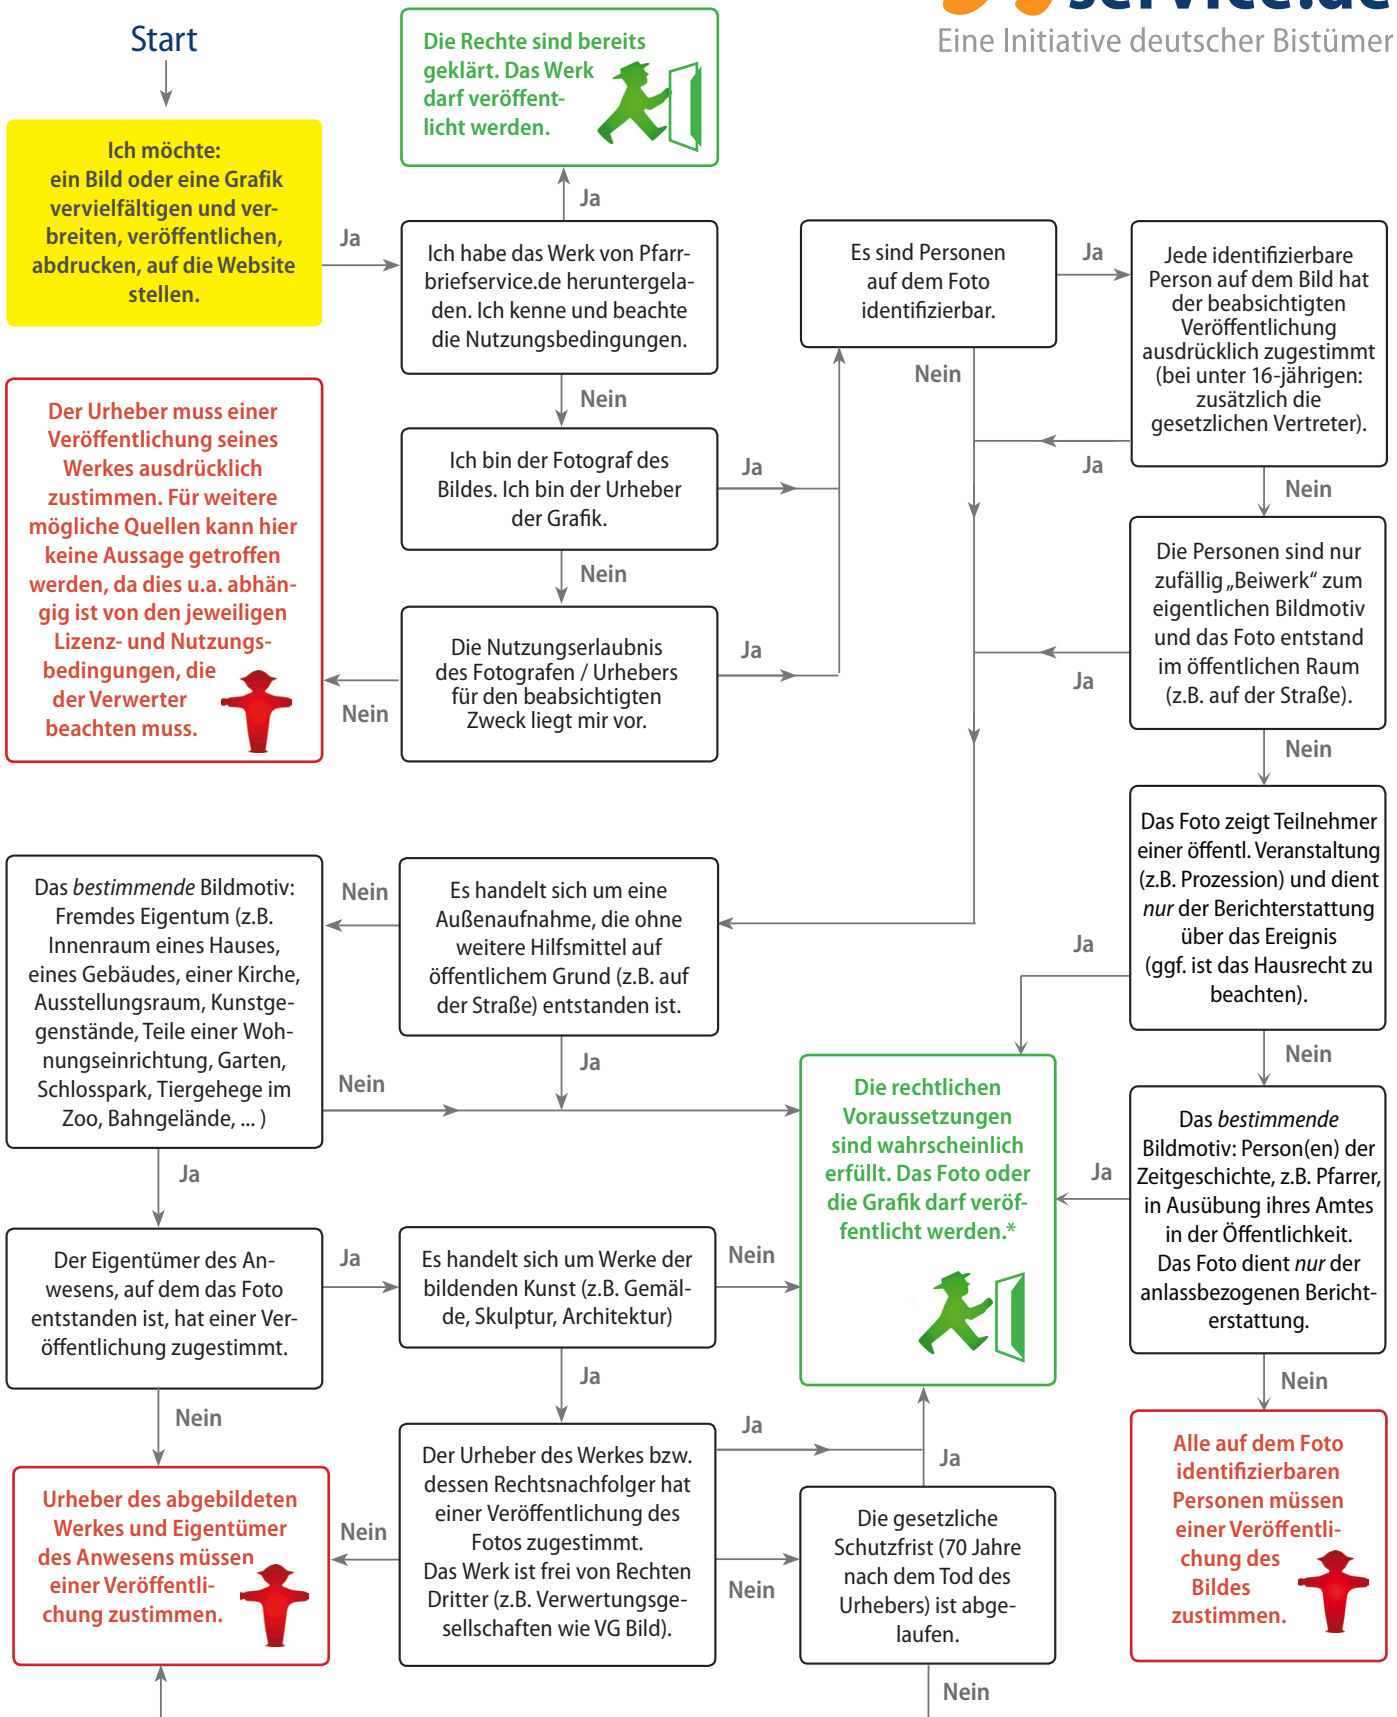 service.de
Eine Initiative deutscher Bistümer
Start
Ich möchte:
ein Bild oder eine Grafik
vervielfältigen und ver-
breiten, veröffentlichen,
abdrucken, auf die Website
stellen.
Ja
Die Rechte sind bereits
geklärt. Das Werk
darf veröffent-
licht werden.
Ja
Ich habe das Werk von Pfarr-
briefservice.de heruntergela-
den. Ich kenne und beachte
die Nutzungsbedingungen.
Nein
Ich bin der Fotograf des
Bildes. Ich bin der Urheber
der Grafik.
Ja
Nein
Die Nutzungserlaubnis
des Fotografen / Urhebers
für den beabsichtigten
Zweck liegt mir vor.
Ja
Nein
Der Urheber muss einer
Veröffentlichung seines
Werkes ausdrücklich
zustimmen. Für weitere
mögliche Quellen kann hier
keine Aussage getroffen
werden, da dies u.a. abhän-
gig ist von den jeweiligen
Lizenz- und Nutzungs-
bedingungen, die
der Verwerter
beachten muss.
Es sind Personen
auf dem Foto
identifizierbar.
Ja
Nein
Jede identifizierbare
Person auf dem Bild hat
der beabsichtigten
Veröffentlichung
ausdrücklich zugestimmt
(bei unter 16-jährigen:
zusätzlich die
gesetzlichen Vertreter).
Ja
Nein
Die Personen sind nur
zufällig „Beiwerk“ zum
eigentlichen Bildmotiv
und das Foto entstand
im öffentlichen Raum
(z.B. auf der Straße).
Ja
Nein
Das Foto zeigt Teilnehmer
einer öffentl. Veranstaltung
(z.B. Prozession) und dient
nur der Berichterstattung
über das Ereignis
(ggf. ist das Hausrecht zu
beachten).
Ja
Nein
Das bestimmende
Bildmotiv: Person(en) der
Zeitgeschichte, z.B. Pfarrer,
in Ausübung ihres Amtes
in der Öffentlichkeit.
Das Foto dient nur der
anlassbezogenen Bericht-
erstattung.
Ja
Nein
Alle auf dem Foto
identifizierbaren
Personen müssen
einer Veröffentli-
chung des
Bildes
zustimmen.
Es handelt sich um eine
Außenaufnahme, die ohne
weitere Hilfsmittel auf
öffentlichem Grund (z.B. auf
der Straße) entstanden ist.
Nein
Ja
Das bestimmende Bildmotiv:
Fremdes Eigentum (z.B.
Innenraum eines Hauses,
eines Gebäudes, einer Kirche,
Ausstellungsraum, Kunstge-
genstände, Teile einer Woh-
nungseinrichtung, Garten,
Schlosspark, Tiergehege im
Zoo, Bahngelände, ... )
Nein
Ja
Die rechtlichen
Voraussetzungen
sind wahrscheinlich
erfüllt. Das Foto oder
die Grafik darf veröf-
fentlicht werden.*
Der Eigentümer des An-
wesens, auf dem das Foto
entstanden ist, hat einer Ver-
öffentlichung zugestimmt.
Ja
Nein
Es handelt sich um Werke der
bildenden Kunst (z.B. Gemäl-
de, Skulptur, Architektur)
Nein
Ja
Der Urheber des Werkes bzw.
dessen Rechtsnachfolger hat
einer Veröffentlichung des
Fotos zugestimmt.
Das Werk ist frei von Rechten
Dritter (z.B. Verwertungsge-
sellschaften wie VG Bild).
Ja
Nein
Nein
Urheber des abgebildeten
Werkes und Eigentümer
des Anwesens müssen
einer Veröffentli-
chung zustimmen.
Ja
Die gesetzliche
Schutzfrist (70 Jahre
nach dem Tod des
Urhebers) ist abge-
laufen.
Nein